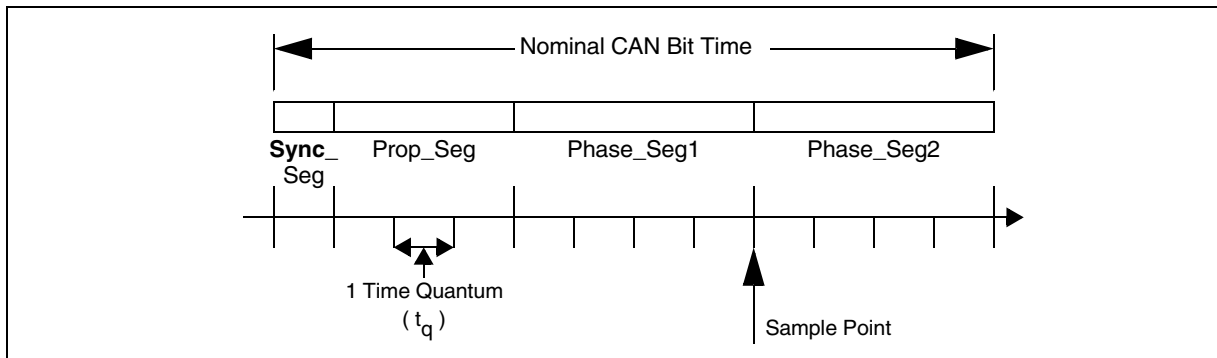 Nominal CAN Bit Time
Sync_ Prop_Seg Phase_Seg1 Phase_Seg2
Seg
1 Time Quantum
( tq )
Sample Point